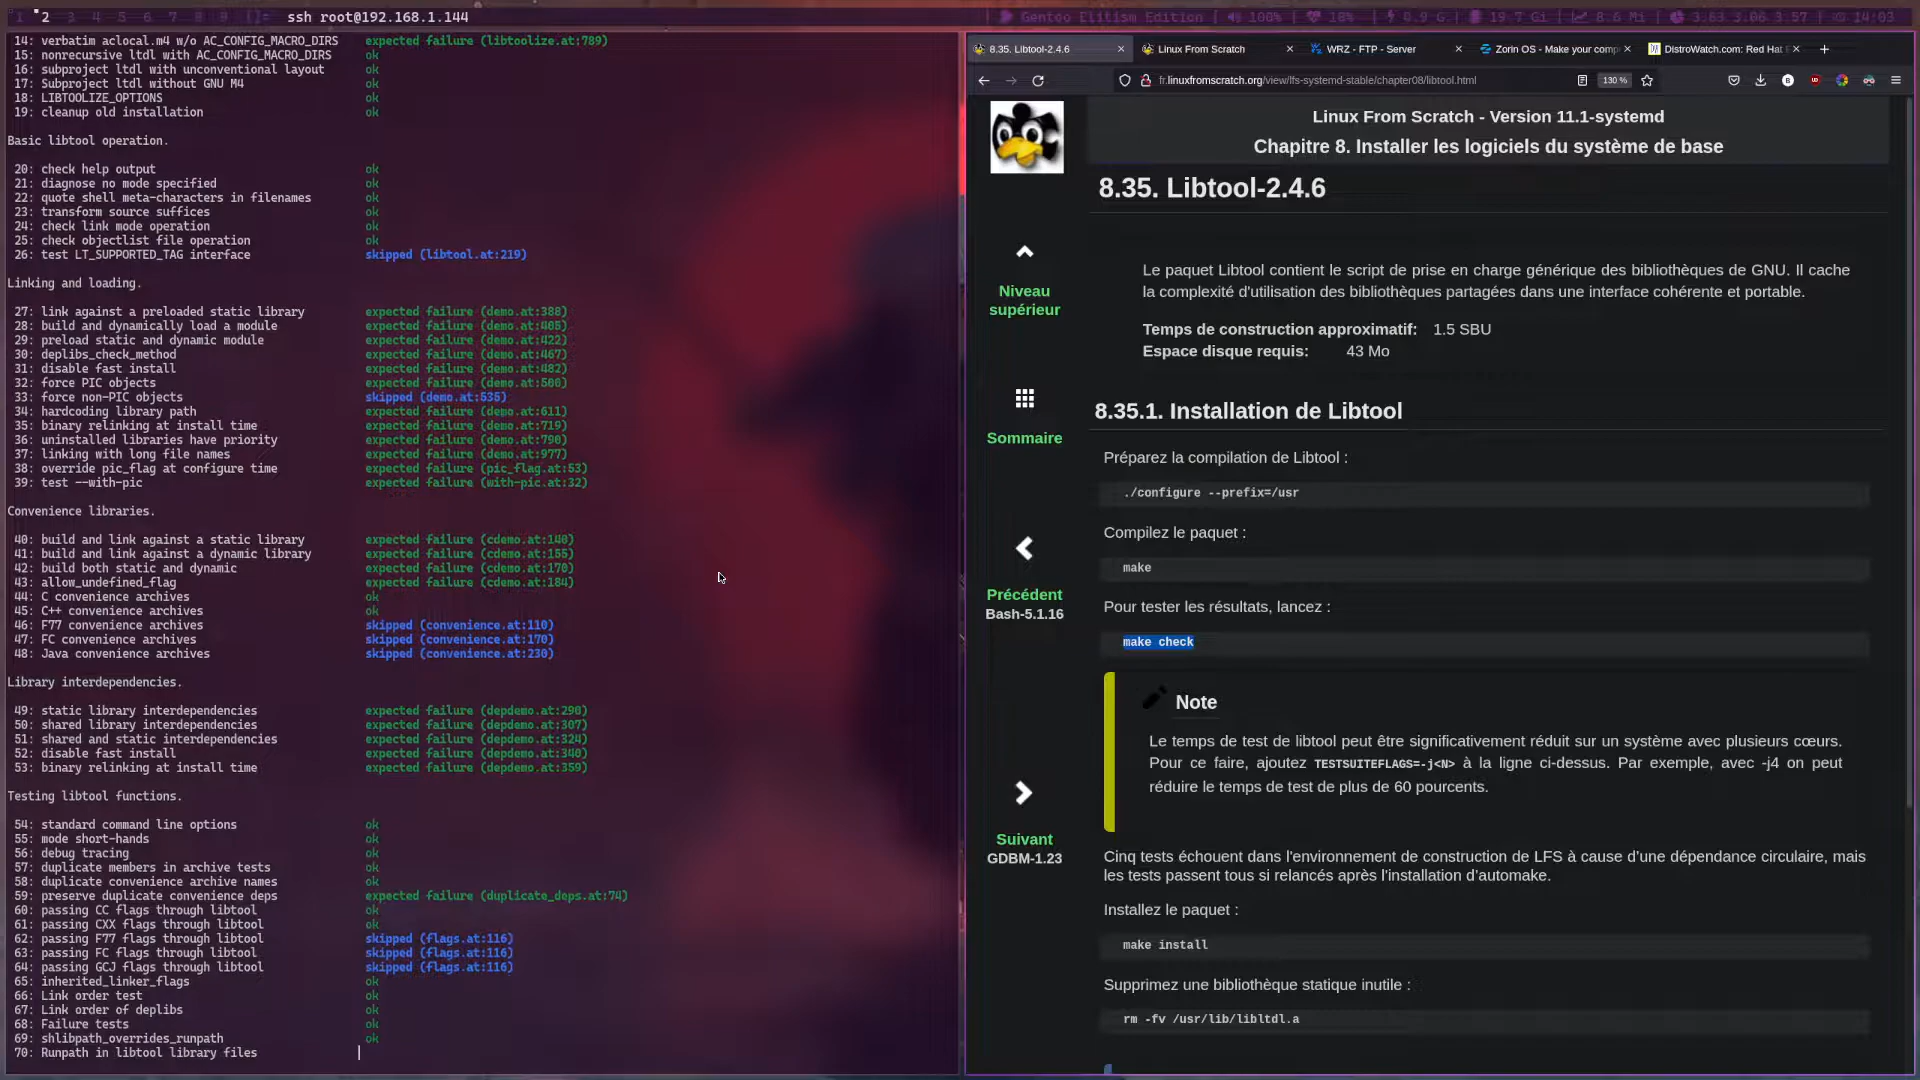 2 3 4 5 6 7 8 9 []= ssh root@192.168.1.144
Gentoo Elitism Edition | 100% | 18% | 0.9 G | 19.7 Gi | 8.6 Mi | 3.63 3.06 3.57 | 14:03
14: verbatim aclocal.m4 w/o AC_CONFIG_MACRO_DIRS expected failure (libtoolize.at:789)
15: nonrecursive ltdl with AC_CONFIG_MACRO_DIRS ok
16: subproject ltdl with unconventional layout ok
17: Subproject ltdl without GNU M4 ok
18: LIBTOOLIZE_OPTIONS ok
19: cleanup old installation ok
Basic libtool operation.
20: check help output ok
21: diagnose no mode specified ok
22: quote shell meta-characters in filenames ok
23: transform source suffices ok
24: check link mode operation ok
25: check objectlist file operation ok
26: test LT_SUPPORTED_TAG interface skipped (libtool.at:219)
Linking and loading.
27: link against a preloaded static library expected failure (demo.at:388)
28: build and dynamically load a module expected failure (demo.at:405)
29: preload static and dynamic module expected failure (demo.at:422)
30: deplibs_check_method expected failure (demo.at:467)
31: disable fast install expected failure (demo.at:482)
32: force PIC objects expected failure (demo.at:500)
33: force non-PIC objects skipped (demo.at:535)
34: hardcoding library path expected failure (demo.at:611)
35: binary relinking at install time expected failure (demo.at:719)
36: uninstalled libraries have priority expected failure (demo.at:790)
37: linking with long file names expected failure (demo.at:977)
38: override pic_flag at configure time expected failure (pic_flag.at:53)
39: test --with-pic expected failure (with-pic.at:32)
Convenience libraries.
40: build and link against a static library expected failure (cdemo.at:140)
41: build and link against a dynamic library expected failure (cdemo.at:155)
42: build both static and dynamic expected failure (cdemo.at:170)
43: allow_undefined_flag expected failure (cdemo.at:184)
44: C convenience archives ok
45: C++ convenience archives ok
46: F77 convenience archives skipped (convenience.at:110)
47: FC convenience archives skipped (convenience.at:170)
48: Java convenience archives skipped (convenience.at:230)
Library interdependencies.
49: static library interdependencies expected failure (depdemo.at:290)
50: shared library interdependencies expected failure (depdemo.at:307)
51: shared and static interdependencies expected failure (depdemo.at:324)
52: disable fast install expected failure (depdemo.at:340)
53: binary relinking at install time expected failure (depdemo.at:359)
Testing libtool functions.
54: standard command line options ok
55: mode short-hands ok
56: debug tracing ok
57: duplicate members in archive tests ok
58: duplicate convenience archive names ok
59: preserve duplicate convenience deps expected failure (duplicate_deps.at:74)
60: passing CC flags through libtool ok
61: passing CXX flags through libtool ok
62: passing F77 flags through libtool skipped (flags.at:116)
63: passing FC flags through libtool skipped (flags.at:116)
64: passing GCJ flags through libtool skipped (flags.at:116)
65: inherited_linker_flags ok
66: Link order test ok
67: Link order of deplibs ok
68: Failure tests ok
69: shlibpath_overrides_runpath ok
70: Runpath in libtool library files
8.35. Libtool-2.4.6
Linux From Scratch
WRZ - FTP - Server
Zorin OS - Make your comp
DistroWatch.com: Red Hat
fr.linuxfromscratch.org/view/lfs-systemd-stable/chapter08/libtool.html
130 %
Linux From Scratch - Version 11.1-systemd
Chapitre 8. Installer les logiciels du système de base
8.35. Libtool-2.4.6
Niveau
supérieur
Sommaire
Précédent
Bash-5.1.16
Suivant
GDBM-1.23
Le paquet Libtool contient le script de prise en charge générique des bibliothèques de GNU. Il cache
la complexité d'utilisation des bibliothèques partagées dans une interface cohérente et portable.
Temps de construction approximatif: 1.5 SBU
Espace disque requis: 43 Mo
8.35.1. Installation de Libtool
Préparez la compilation de Libtool :
./configure --prefix=/usr
Compilez le paquet :
make
Pour tester les résultats, lancez :
make check
Note
Le temps de test de libtool peut être significativement réduit sur un système avec plusieurs cœurs.
Pour ce faire, ajoutez TESTSUITEFLAGS=-j<N> à la ligne ci-dessus. Par exemple, avec -j4 on peut
réduire le temps de test de plus de 60 pourcents.
Cinq tests échouent dans l'environnement de construction de LFS à cause d'une dépendance circulaire, mais
les tests passent tous si relancés après l'installation d'automake.
Installez le paquet :
make install
Supprimez une bibliothèque statique inutile :
rm -fv /usr/lib/libltdl.a